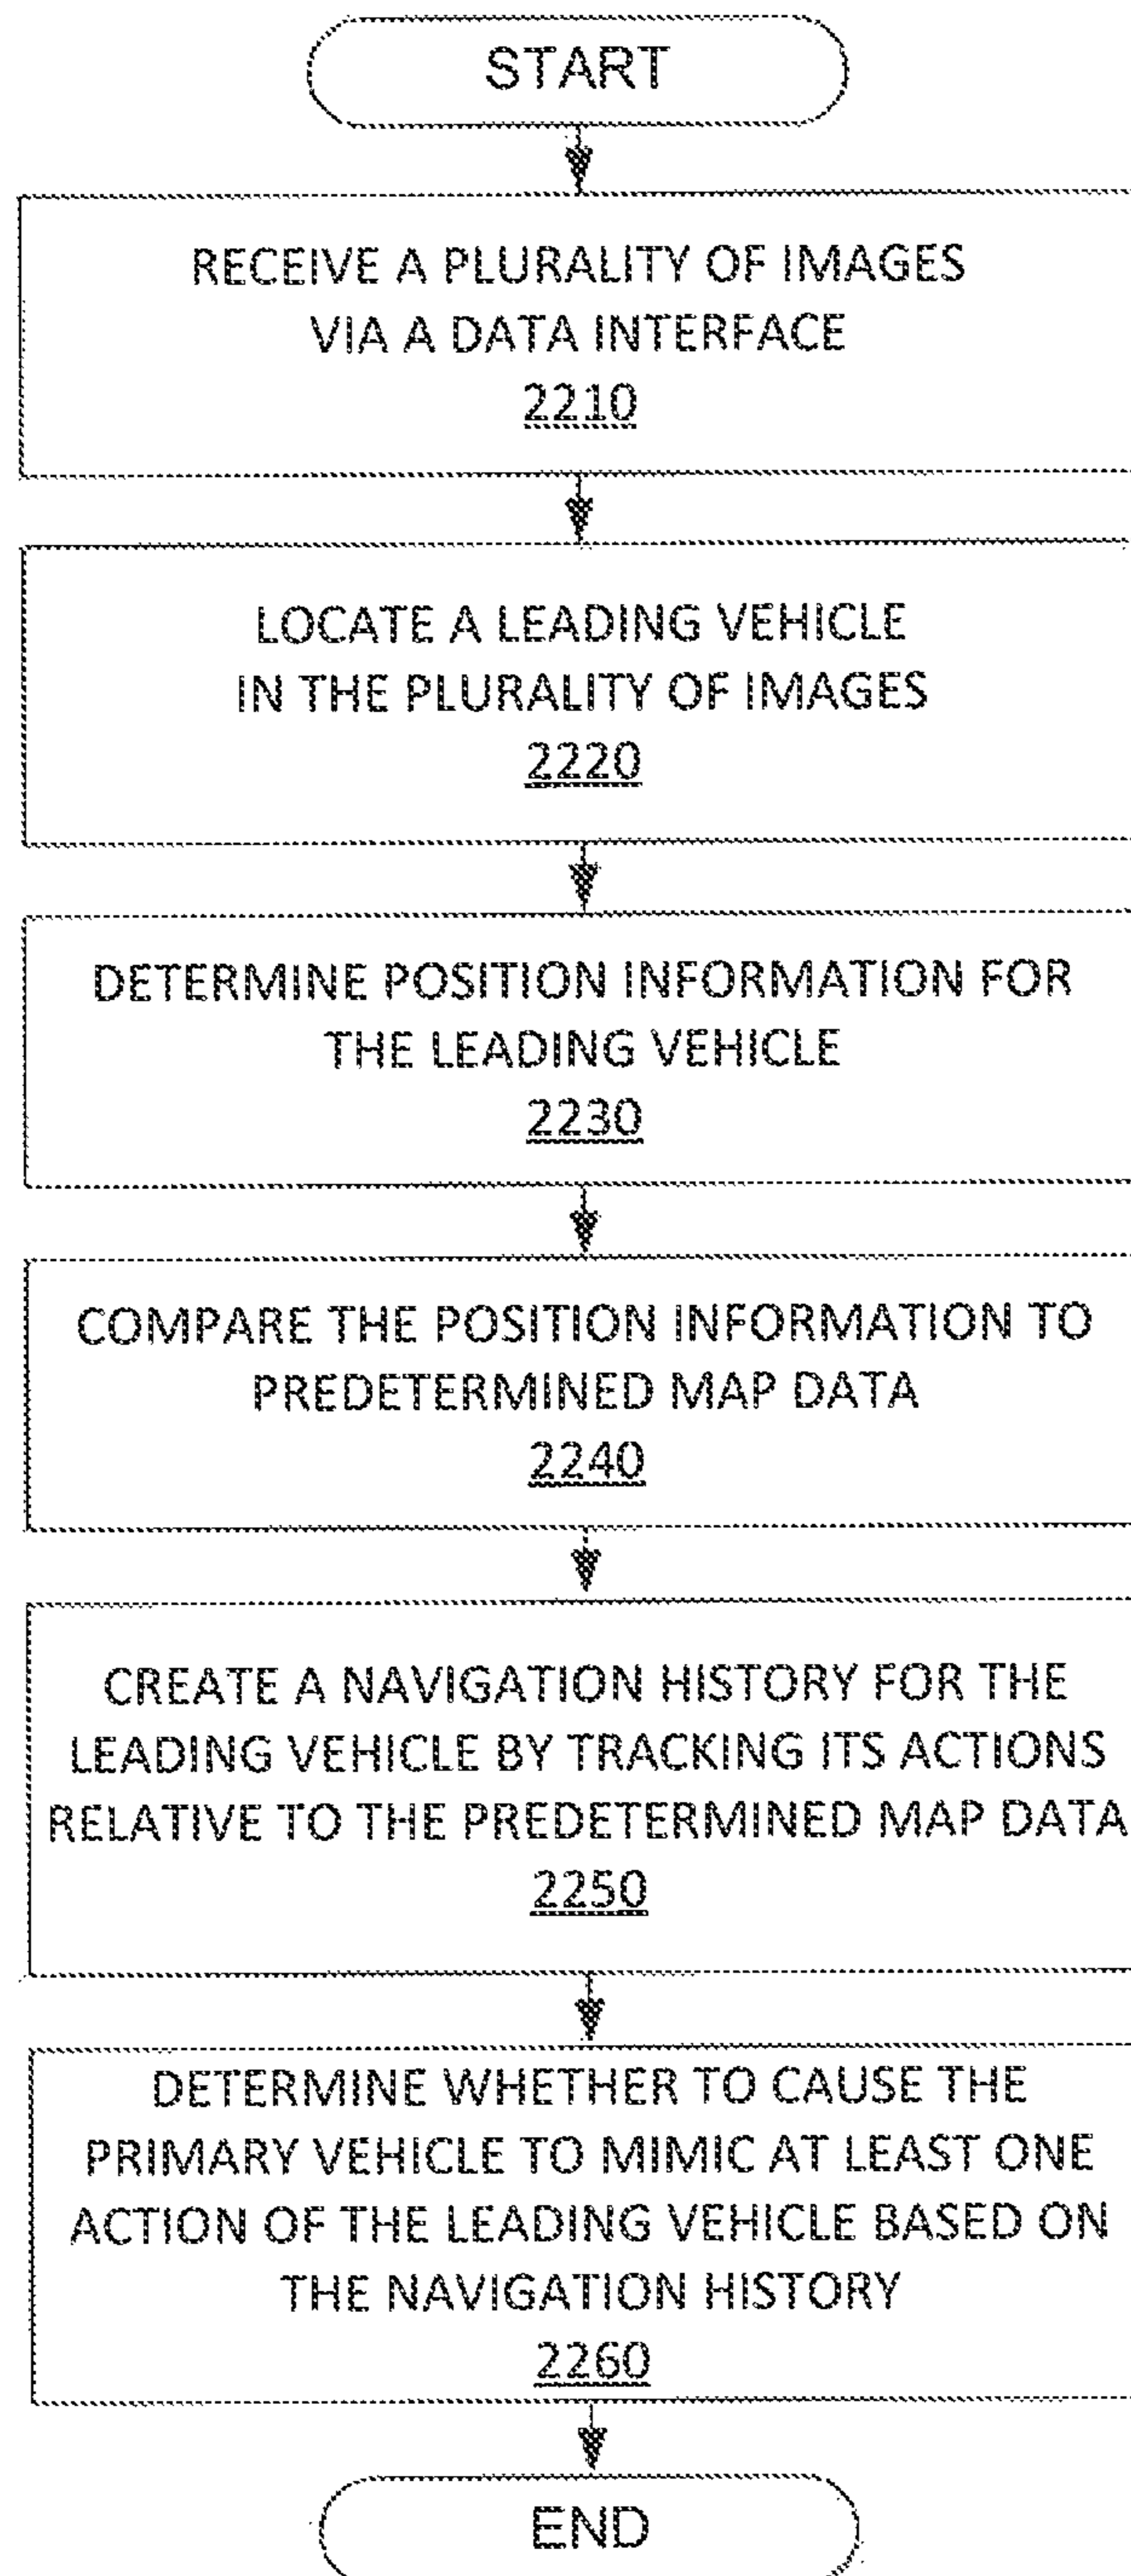 START
RECEIVE A PLURALITY OF IMAGES
VIA A DATA INTERFACE
2210
LOCATE A LEADING VEHICLE
IN THE PLURALITY OF IMAGES
2220
DETERMINE POSITION INFORMATION FOR
THE LEADING VEHICLE
2230
COMPARE THE POSITION INFORMATION TO
PREDETERMINED MAP DATA
2240
CREATE A NAVIGATION HISTORY FOR THE
LEADING VEHICLE BY TRACKING ITS ACTIONS
RELATIVE TO THE PREDETERMINED MAP DATA
2250
DETERMINE WHETHER TO CAUSE THE
PRIMARY VEHICLE TO MIMIC AT LEAST ONE
ACTION OF THE LEADING VEHICLE BASED ON
THE NAVIGATION HISTORY
2260
END